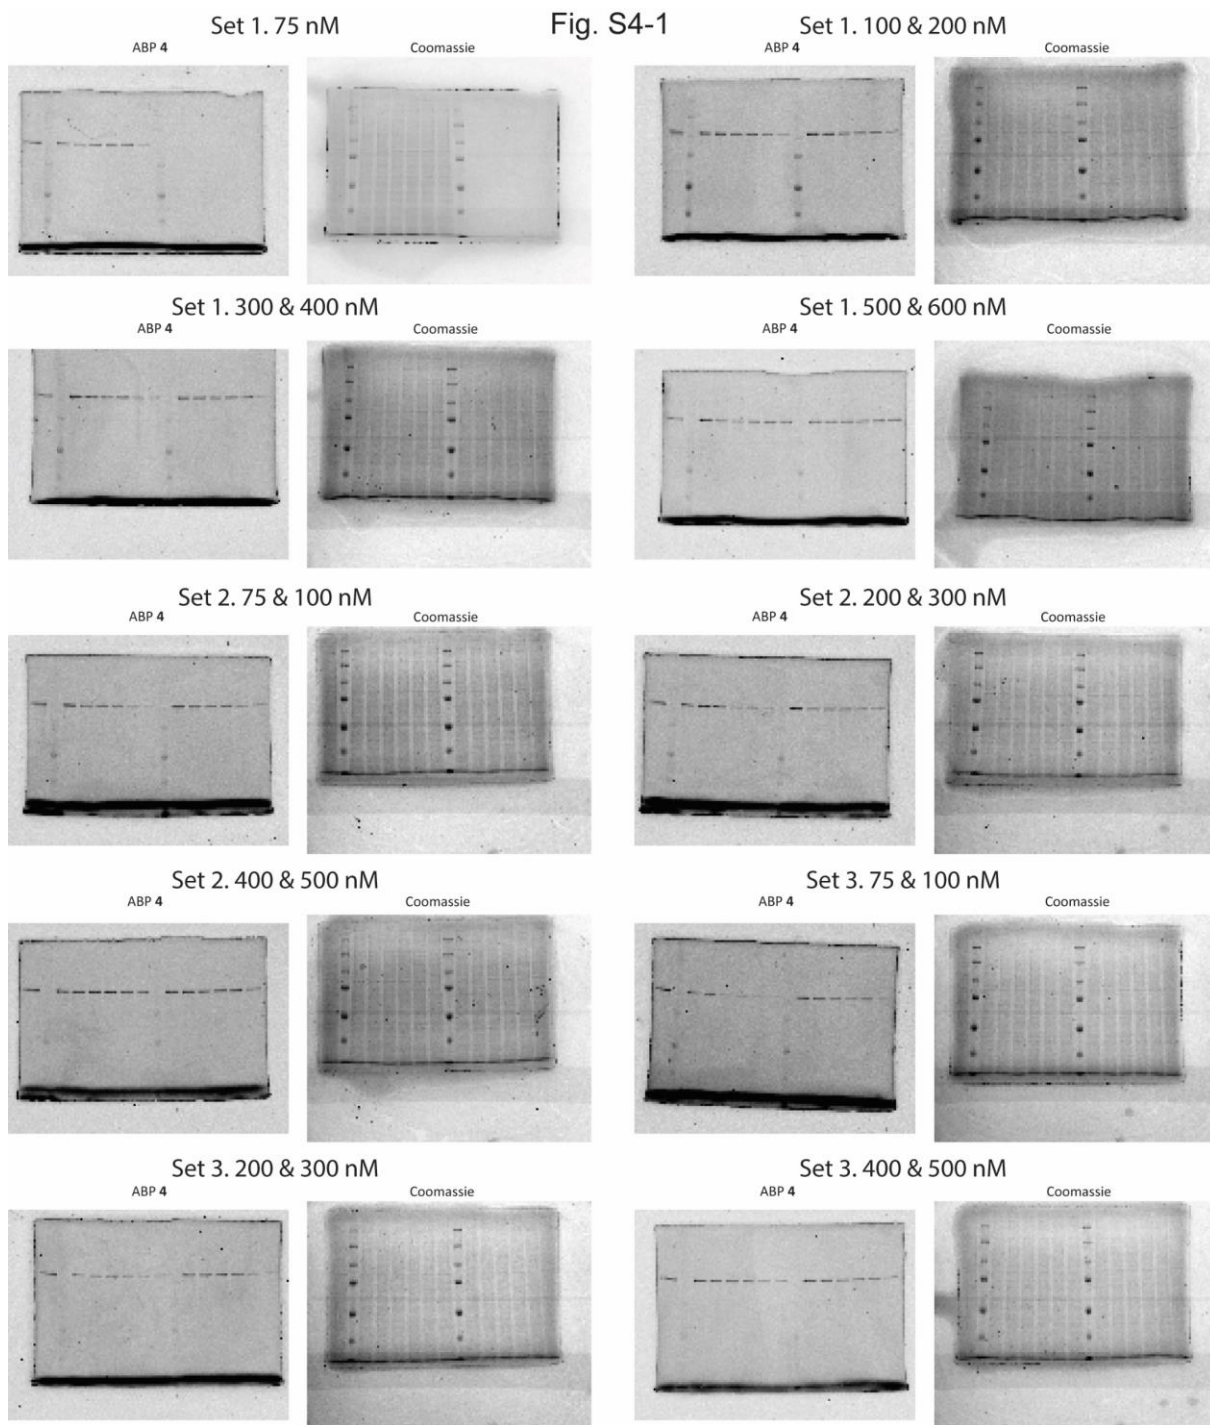 Fig. S4-1
Set 1. 75 nM
ABP 4
Coomassie
Set 1. 100 & 200 nM
ABP 4
Coomassie
Set 1. 300 & 400 nM
ABP 4
Coomassie
Set 1. 500 & 600 nM
ABP 4
Coomassie
Set 2. 75 & 100 nM
ABP 4
Coomassie
Set 2. 200 & 300 nM
ABP 4
Coomassie
Set 2. 400 & 500 nM
ABP 4
Coomassie
Set 3. 75 & 100 nM
ABP 4
Coomassie
Set 3. 200 & 300 nM
ABP 4
Coomassie
Set 3. 400 & 500 nM
ABP 4
Coomassie